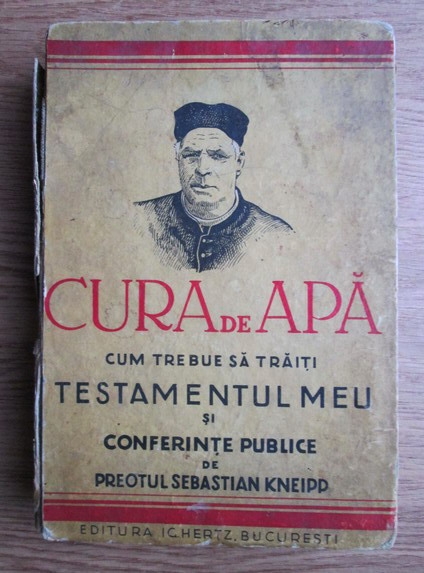 CURA DE APĂ
CUM TREBUE SĂ TRĂIȚI
TESTAMENTUL MEU
ȘI
CONFERINȚE PUBLICE
DE
PREOTUL SEBASTIAN KNEIPP
EDITURA IG. HERTZ, BUCUREȘTI